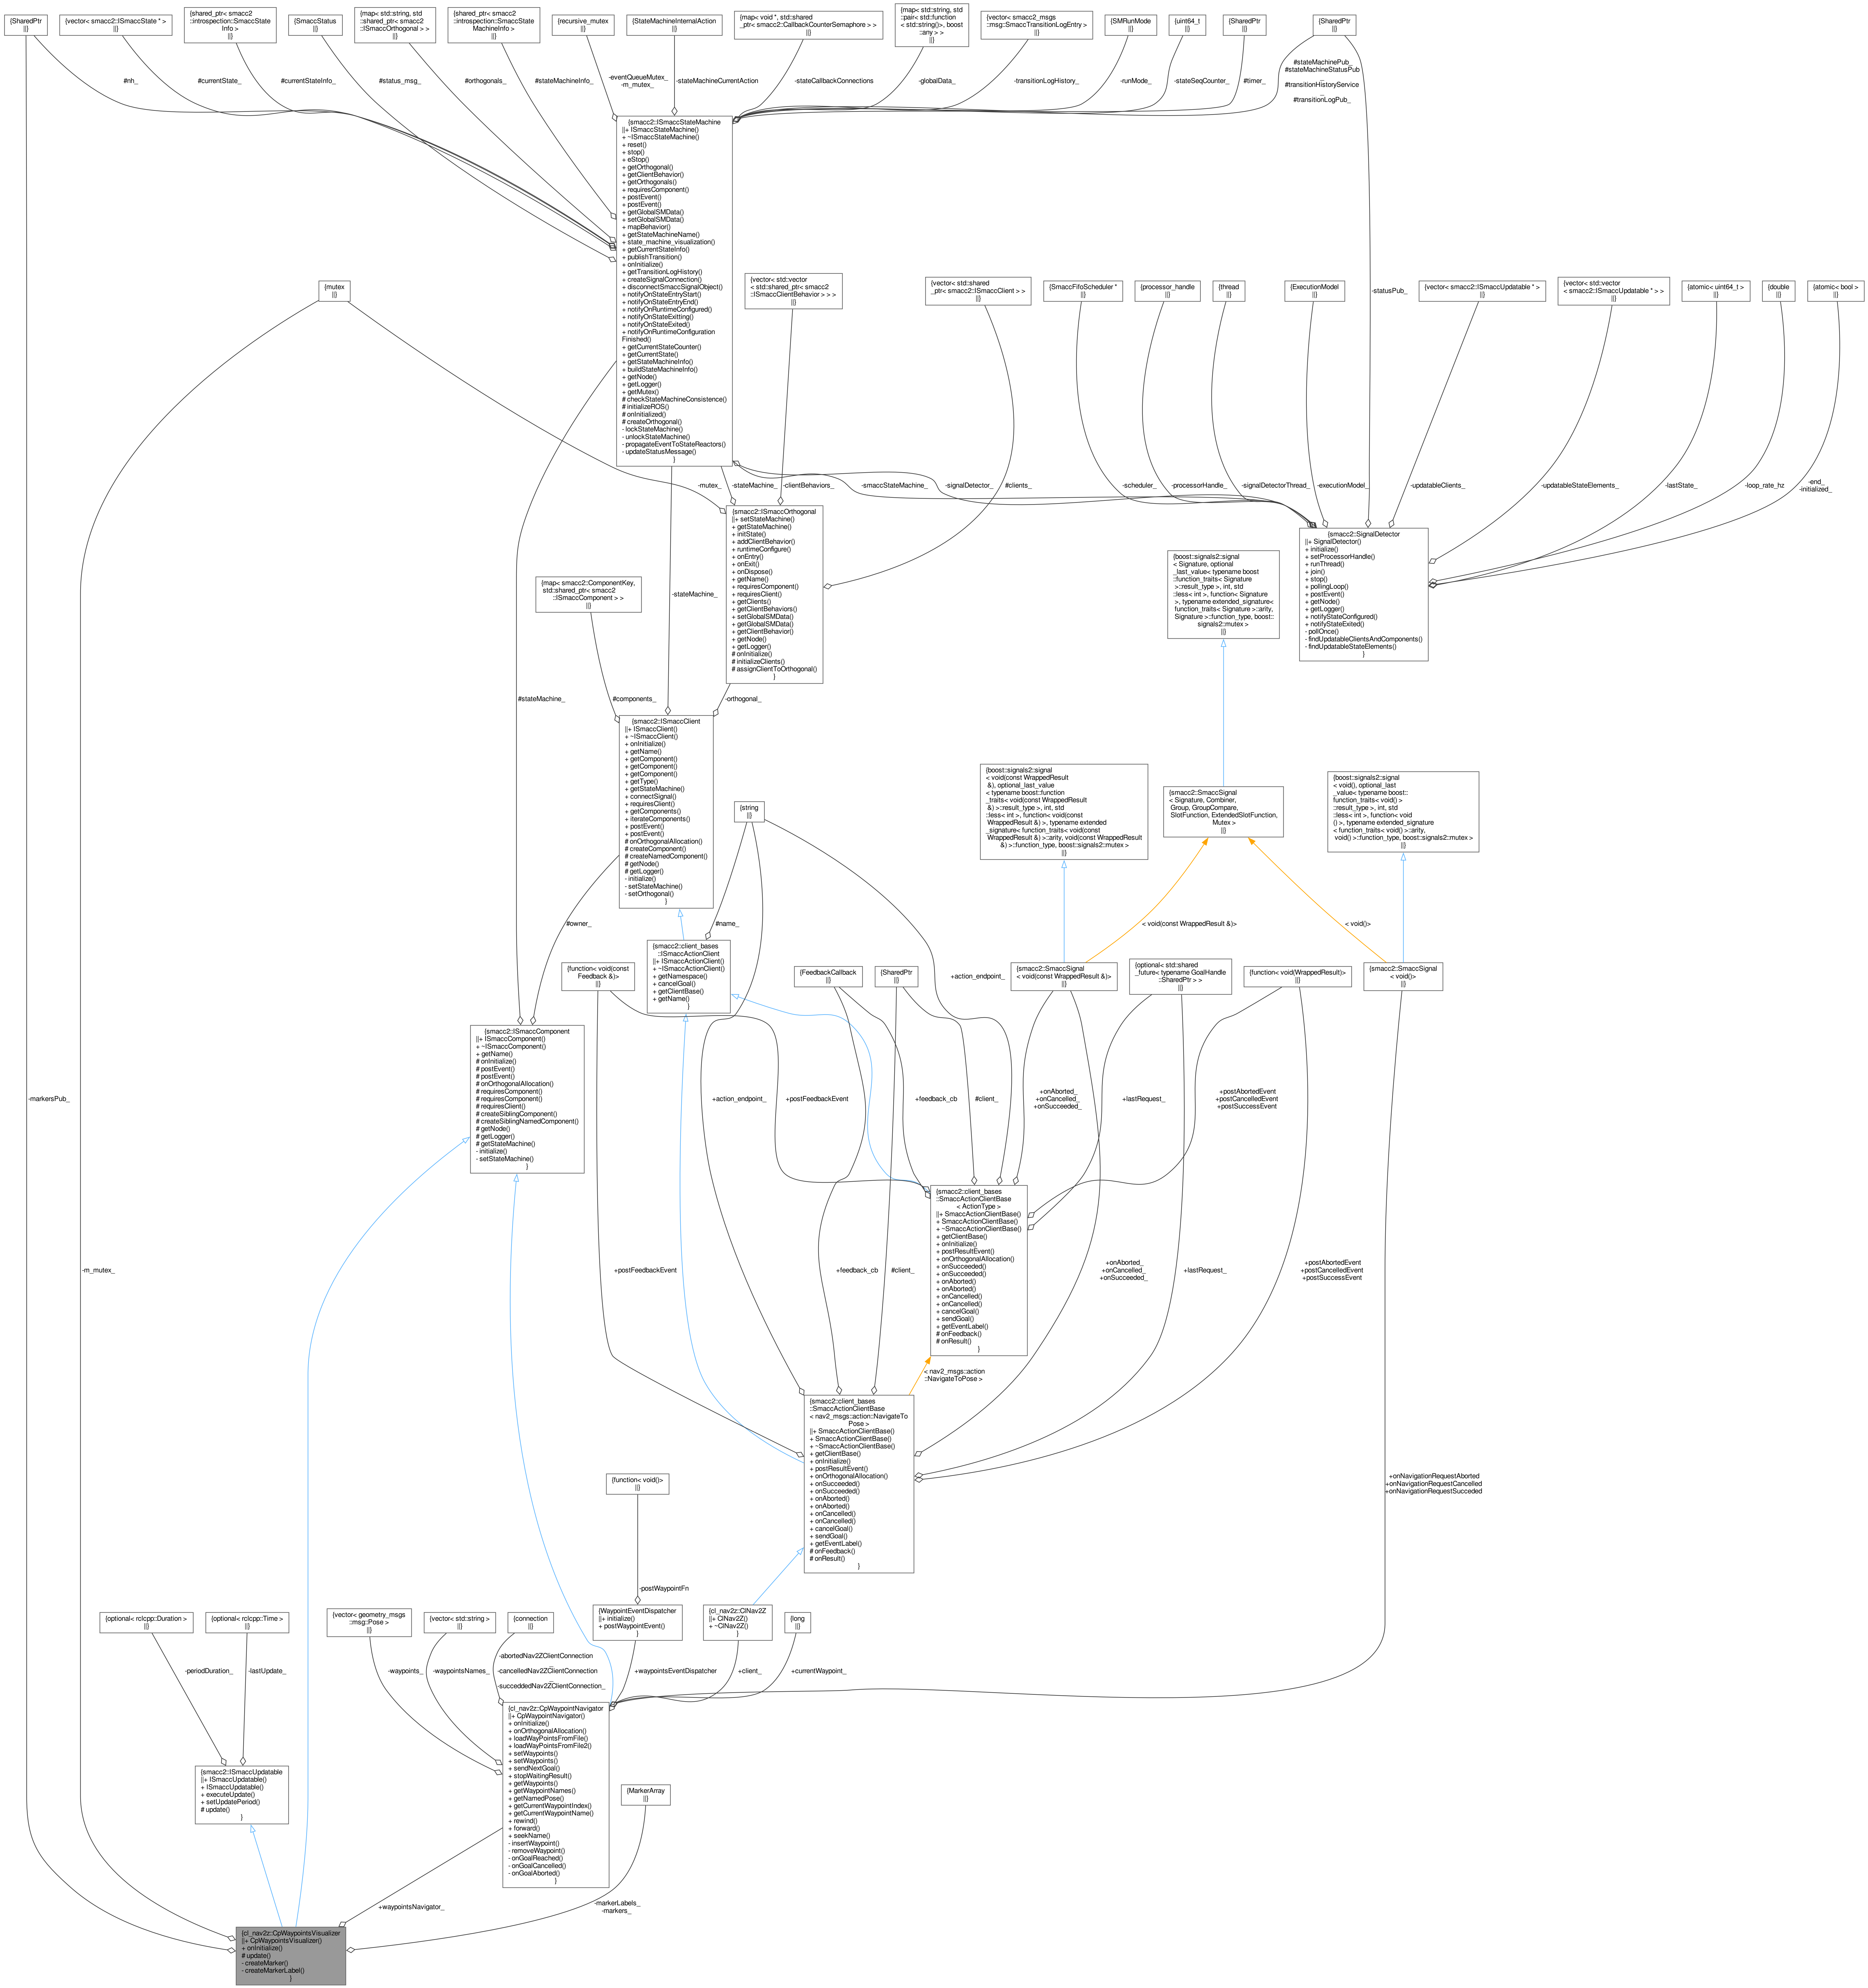 {SharedPtr
||}
{vector< smacc2::ISmaccState * >
||}
{shared_ptr< smacc2
::introspection::SmaccState
Info >
||}
{SmaccStatus
||}
{map< std::string, std
::shared_ptr< smacc2
::ISmaccOrthogonal > >
||}
{shared_ptr< smacc2
::introspection::SmaccState
MachineInfo >
||}
{recursive_mutex
||}
{StateMachineInternalAction
||}
{map< void *, std::shared
_ptr< smacc2::CallbackCounterSemaphore > >
||}
{map< std::string, std
::pair< std::function
< std::string()>, boost
::any > >
||}
{vector< smacc2_msgs
::msg::SmaccTransitionLogEntry >
||}
{SMRunMode
||}
{uint64_t
||}
{SharedPtr
||}
{SharedPtr
||}
#nh_
#currentState_
#currentStateInfo_
#status_msg_
#orthogonals_
#stateMachineInfo_
-eventQueueMutex_
-m_mutex_
-stateMachineCurrentAction
-stateCallbackConnections
-globalData_
-transitionLogHistory_
-runMode_
-stateSeqCounter_
#timer_
#stateMachinePub_
#stateMachineStatusPub
_
#transitionHistoryService
_
#transitionLogPub_
{smacc2::ISmaccStateMachine
||+ ISmaccStateMachine()
+ ~ISmaccStateMachine()
+ reset()
+ stop()
+ eStop()
+ getOrthogonal()
+ getClientBehavior()
+ getOrthogonals()
+ requiresComponent()
+ postEvent()
+ postEvent()
+ getGlobalSMData()
+ setGlobalSMData()
+ mapBehavior()
+ getStateMachineName()
+ state_machine_visualization()
+ getCurrentStateInfo()
+ publishTransition()
+ onInitialize()
+ getTransitionLogHistory()
+ createSignalConnection()
+ disconnectSmaccSignalObject()
+ notifyOnStateEntryStart()
+ notifyOnStateEntryEnd()
+ notifyOnRuntimeConfigured()
+ notifyOnStateExitting()
+ notifyOnStateExited()
+ notifyOnRuntimeConfiguration
Finished()
+ getCurrentStateCounter()
+ getCurrentState()
+ getStateMachineInfo()
+ buildStateMachineInfo()
+ getNode()
+ getLogger()
+ getMutex()
# checkStateMachineConsistence()
# initializeROS()
# onInitialized()
# createOrthogonal()
- lockStateMachine()
- unlockStateMachine()
- propagateEventToStateReactors()
- updateStatusMessage()
}
{mutex
||}
{vector< std::vector
< std::shared_ptr< smacc2
::ISmaccClientBehavior > > >
||}
{vector< std::shared
_ptr< smacc2::ISmaccClient > >
||}
{SmaccFifoScheduler *
||}
{processor_handle
||}
{thread
||}
{ExecutionModel
||}
-statusPub_
{vector< smacc2::ISmaccUpdatable * >
||}
{vector< std::vector
< smacc2::ISmaccUpdatable * > >
||}
{atomic< uint64_t >
||}
{double
||}
{atomic< bool >
||}
-mutex_
-stateMachine_
-clientBehaviors_
-smaccStateMachine_
-signalDetector_
#clients_
-scheduler_
-processorHandle_
-signalDetectorThread_
-executionModel_
-updatableClients_
-updatableStateElements_
-lastState_
-loop_rate_hz
-end_
-initialized_
{smacc2::ISmaccOrthogonal
||+ setStateMachine()
+ getStateMachine()
+ initState()
+ addClientBehavior()
+ runtimeConfigure()
+ onEntry()
+ onExit()
+ onDispose()
+ getName()
+ requiresComponent()
+ requiresClient()
+ getClients()
+ getClientBehaviors()
+ setGlobalSMData()
+ getGlobalSMData()
+ getClientBehavior()
+ getNode()
+ getLogger()
# onInitialize()
# initializeClients()
# assignClientToOrthogonal()
}
{smacc2::SignalDetector
||+ SignalDetector()
+ initialize()
+ setProcessorHandle()
+ runThread()
+ join()
+ stop()
+ pollingLoop()
+ postEvent()
+ getNode()
+ getLogger()
+ notifyStateConfigured()
+ notifyStateExited()
- pollOnce()
- findUpdatableClientsAndComponents()
- findUpdatableStateElements()
}
{boost::signals2::signal
< Signature, optional
_last_value< typename boost
::function_traits< Signature
>::result_type >, int, std
::less< int >, function< Signature
>, typename extended_signature<
function_traits< Signature >::arity,
Signature >::function_type, boost::
signals2::mutex >
||}
{map< smacc2::ComponentKey,
std::shared_ptr< smacc2
::ISmaccComponent > >
||}
#stateMachine_
#components_
-stateMachine_
-orthogonal_
{smacc2::ISmaccClient
||+ ISmaccClient()
+ ~ISmaccClient()
+ onInitialize()
+ getName()
+ getComponent()
+ getComponent()
+ getComponent()
+ getType()
+ getStateMachine()
+ connectSignal()
+ requiresClient()
+ getComponents()
+ iterateComponents()
+ postEvent()
+ postEvent()
# onOrthogonalAllocation()
# createComponent()
# createNamedComponent()
# getNode()
# getLogger()
- initialize()
- setStateMachine()
- setOrthogonal()
}
{string
||}
{boost::signals2::signal
< void(const WrappedResult
&), optional_last_value
< typename boost::function
_traits< void(const WrappedResult
&) >::result_type >, int, std
::less< int >, function< void(const
WrappedResult &) >, typename extended
_signature< function_traits< void(const
WrappedResult &) >::arity, void(const WrappedResult
&) >::function_type, boost::signals2::mutex >
||}
{smacc2::SmaccSignal
< Signature, Combiner,
Group, GroupCompare,
SlotFunction, ExtendedSlotFunction,
Mutex >
||}
{boost::signals2::signal
< void(), optional_last
_value< typename boost::
function_traits< void() >
::result_type >, int, std
::less< int >, function< void
() >, typename extended_signature
< function_traits< void() >::arity,
void() >::function_type, boost::signals2::mutex >
||}
#owner_
#name_
< void(const WrappedResult &)>
< void()>
{smacc2::client_bases
::ISmaccActionClient
||+ ISmaccActionClient()
+ ~ISmaccActionClient()
+ getNamespace()
+ cancelGoal()
+ getClientBase()
+ getName()
}
{function< void(const
Feedback &)>
||}
{FeedbackCallback
||}
{SharedPtr
||}
+action_endpoint_
{smacc2::SmaccSignal
< void(const WrappedResult &)>
||}
{optional< std::shared
_future< typename GoalHandle
::SharedPtr > >
||}
{function< void(WrappedResult)>
||}
{smacc2::SmaccSignal
< void()>
||}
{smacc2::ISmaccComponent
||+ ISmaccComponent()
+ ~ISmaccComponent()
+ getName()
# onInitialize()
# postEvent()
# postEvent()
# onOrthogonalAllocation()
# requiresComponent()
# requiresComponent()
# requiresClient()
# createSiblingComponent()
# createSiblingNamedComponent()
# getNode()
# getLogger()
# getStateMachine()
- initialize()
- setStateMachine()
}
-markersPub_
+action_endpoint_
+postFeedbackEvent
+feedback_cb
#client_
+onAborted_
+onCancelled_
+onSucceeded_
+lastRequest_
+postAbortedEvent
+postCancelledEvent
+postSuccessEvent
{smacc2::client_bases
::SmaccActionClientBase
< ActionType >
||+ SmaccActionClientBase()
+ SmaccActionClientBase()
+ ~SmaccActionClientBase()
+ getClientBase()
+ onInitialize()
+ postResultEvent()
+ onOrthogonalAllocation()
+ onSucceeded()
+ onSucceeded()
+ onAborted()
+ onAborted()
+ onCancelled()
+ onCancelled()
+ cancelGoal()
+ sendGoal()
+ getEventLabel()
# onFeedback()
# onResult()
}
-m_mutex_
+postFeedbackEvent
+feedback_cb
#client_
+onAborted_
+onCancelled_
+onSucceeded_
+lastRequest_
+postAbortedEvent
+postCancelledEvent
+postSuccessEvent
< nav2_msgs::action
::NavigateToPose >
{smacc2::client_bases
::SmaccActionClientBase
< nav2_msgs::action::NavigateTo
Pose >
||+ SmaccActionClientBase()
+ SmaccActionClientBase()
+ ~SmaccActionClientBase()
+ getClientBase()
+ onInitialize()
+ postResultEvent()
+ onOrthogonalAllocation()
+ onSucceeded()
+ onSucceeded()
+ onAborted()
+ onAborted()
+ onCancelled()
+ onCancelled()
+ cancelGoal()
+ sendGoal()
+ getEventLabel()
# onFeedback()
# onResult()
}
+onNavigationRequestAborted
+onNavigationRequestCancelled
+onNavigationRequestSucceded
{function< void()>
||}
-postWaypointFn
{optional< rclcpp::Duration >
||}
{optional< rclcpp::Time >
||}
{vector< geometry_msgs
::msg::Pose >
||}
{vector< std::string >
||}
{connection
||}
{WaypointEventDispatcher
||+ initialize()
+ postWaypointEvent()
}
{cl_nav2z::ClNav2Z
||+ ClNav2Z()
+ ~ClNav2Z()
}
{long
||}
-periodDuration_
-lastUpdate_
-waypoints_
-waypointsNames_
-abortedNav2ZClientConnection
_
-cancelledNav2ZClientConnection
_
-succeddedNav2ZClientConnection_
+waypointsEventDispatcher
+client_
+currentWaypoint_
{cl_nav2z::CpWaypointNavigator
||+ CpWaypointNavigator()
+ onInitialize()
+ onOrthogonalAllocation()
+ loadWayPointsFromFile()
+ loadWayPointsFromFile2()
+ setWaypoints()
+ setWaypoints()
+ sendNextGoal()
+ stopWaitingResult()
+ getWaypoints()
+ getWaypointNames()
+ getNamedPose()
+ getCurrentWaypointIndex()
+ getCurrentWaypointName()
+ rewind()
+ forward()
+ seekName()
- insertWaypoint()
- removeWaypoint()
- onGoalReached()
- onGoalCancelled()
- onGoalAborted()
}
{smacc2::ISmaccUpdatable
||+ ISmaccUpdatable()
+ ISmaccUpdatable()
+ executeUpdate()
+ setUpdatePeriod()
# update()
}
{MarkerArray
||}
+waypointsNavigator_
-markerLabels_
-markers_
{cl_nav2z::CpWaypointsVisualizer
||+ CpWaypointsVisualizer()
+ onInitialize()
# update()
- createMarker()
- createMarkerLabel()
}